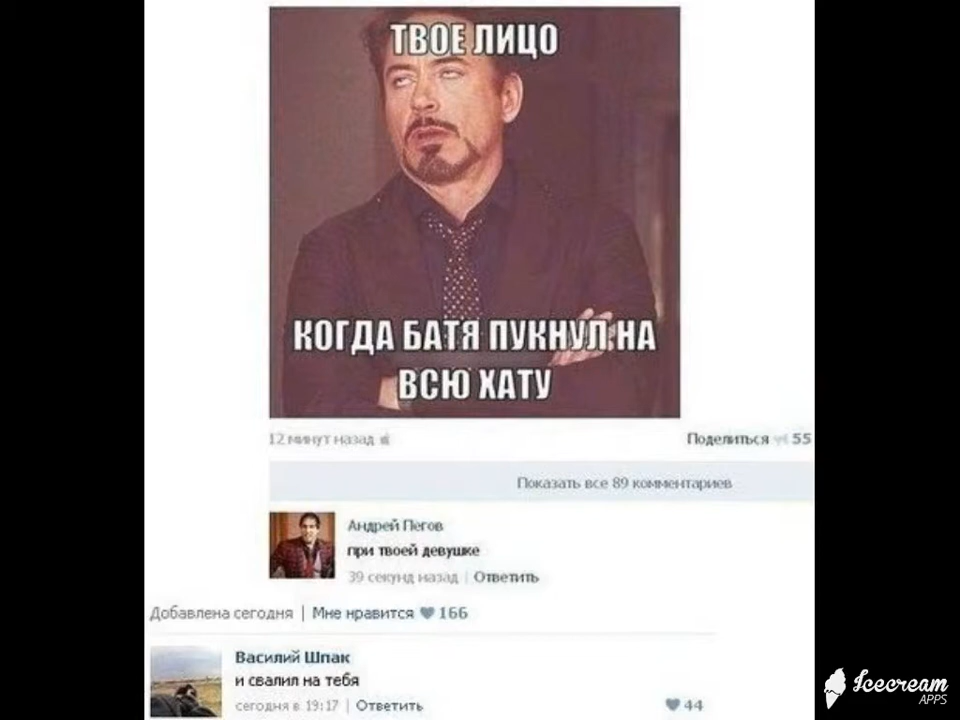 ТВОЕ ЛИЦО
КОГДА БАТЯ ПУКНУЛ НА
ВСЮ ХАТУ
12 минут назад
Поделиться 55
Показать все 89 комментариев
Андрей Пегов
при твоей девушке
39 секунд назад | Ответить
Добавлена сегодня | Мне нравится 166
Василий Шпак
и свалил на тебя
сегодня в 19:17 | Ответить
44
Icecream
APPS